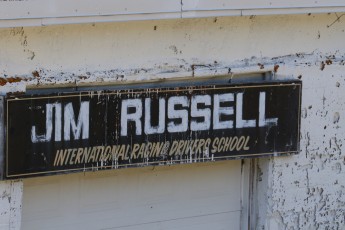 JIM RUSSELL
INTERNATIONAL RACING DRIVERS SCHOOL